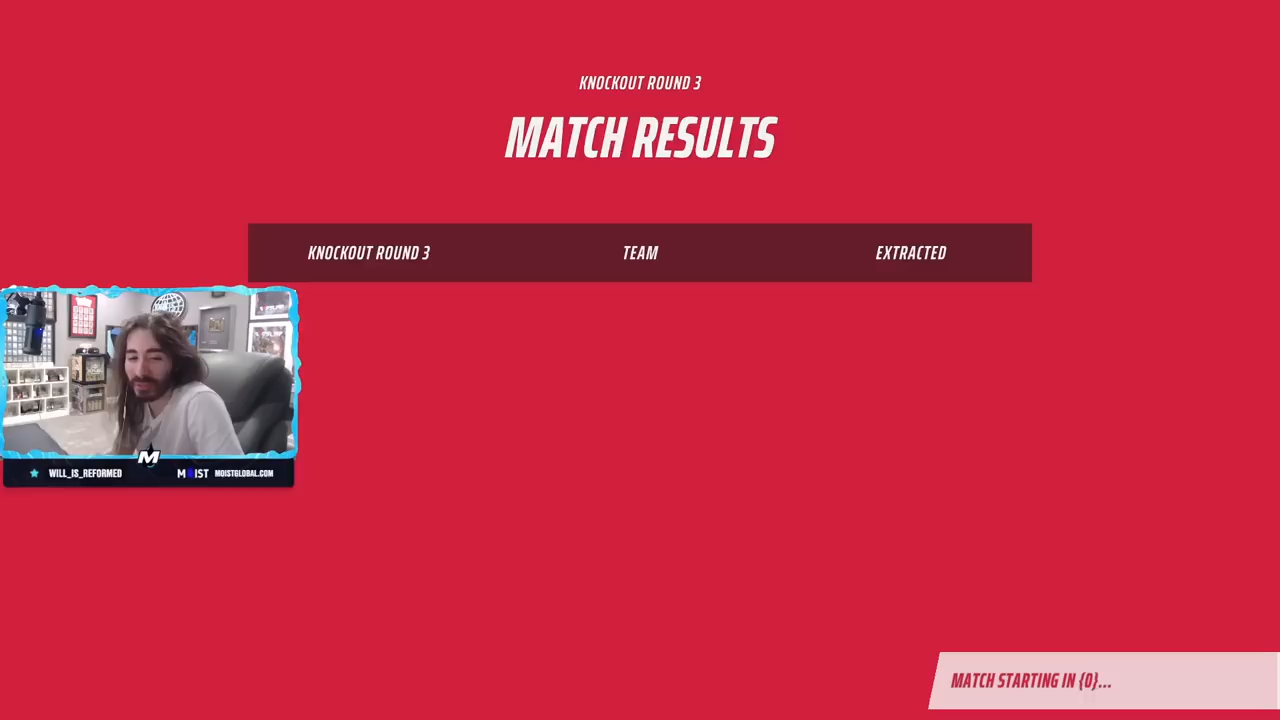 KNOCKOUT ROUND 3
MATCH RESULTS
KNOCKOUT ROUND 3 TEAM EXTRACTED
M
WILL_IS_REFORMED MOIST MOISTGLOBAL.COM
MATCH STARTING IN {0}...